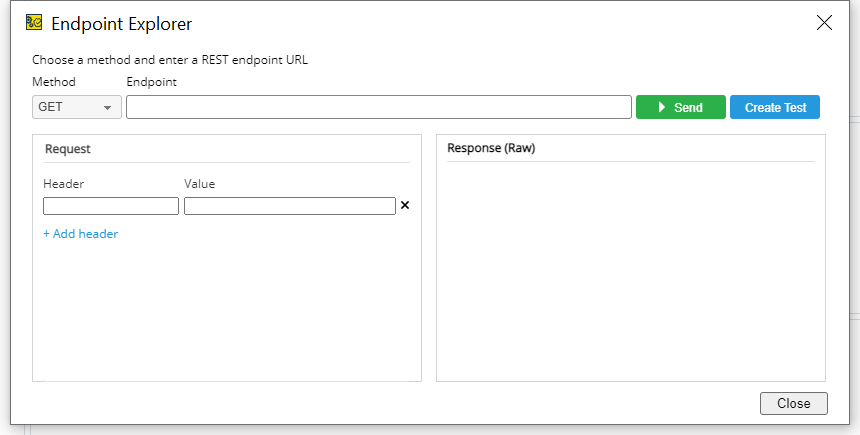 Endpoint Explorer
Choose a method and enter a REST endpoint URL
Method Endpoint
GET Send Create Test
Request Response (Raw)
Header Value
+ Add header
Close